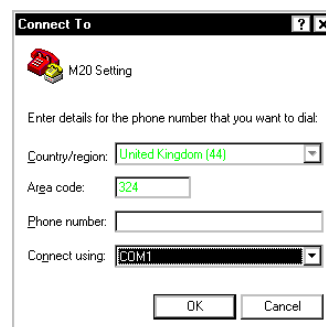 Connect To
M20 Setting
Enter details for the phone number that you want to dial:
Country/region: United Kingdom (44)
Area code: 324
Phone number:
Connect using: COM1
OK Cancel